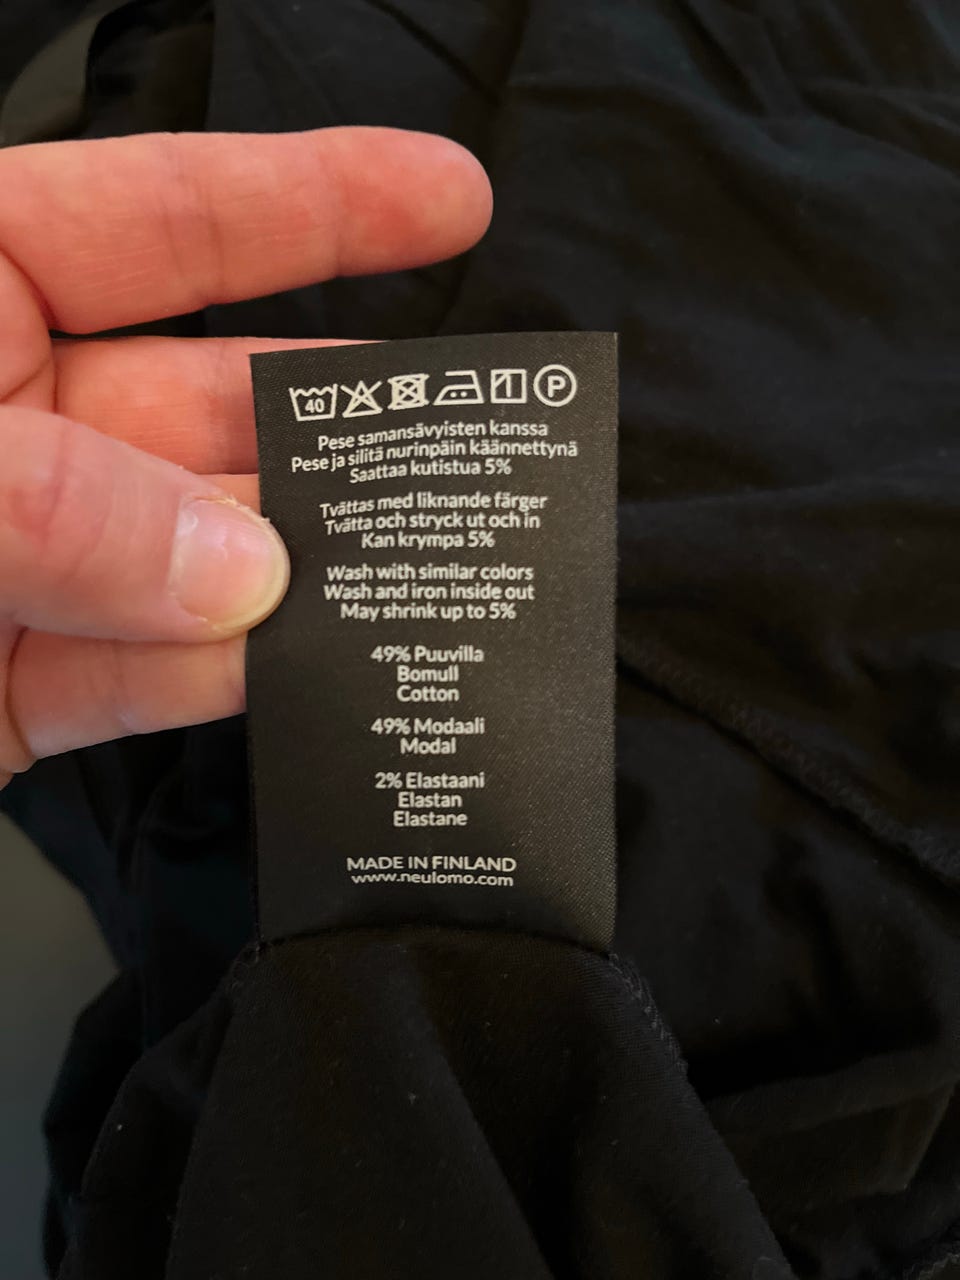 40 P
Pese samansävyisten kanssa
Pese ja silitä nurinpäin käännettynä
Saattaa kutistua 5%
Tvättas med liknande färger
Tvätta och stryck ut och in
Kan krympa 5%
Wash with similar colors
Wash and iron inside out
May shrink up to 5%
49% Puuvilla
Bomull
Cotton
49% Modaali
Modal
2% Elastaani
Elastan
Elastane
MADE IN FINLAND
www.neulomo.com